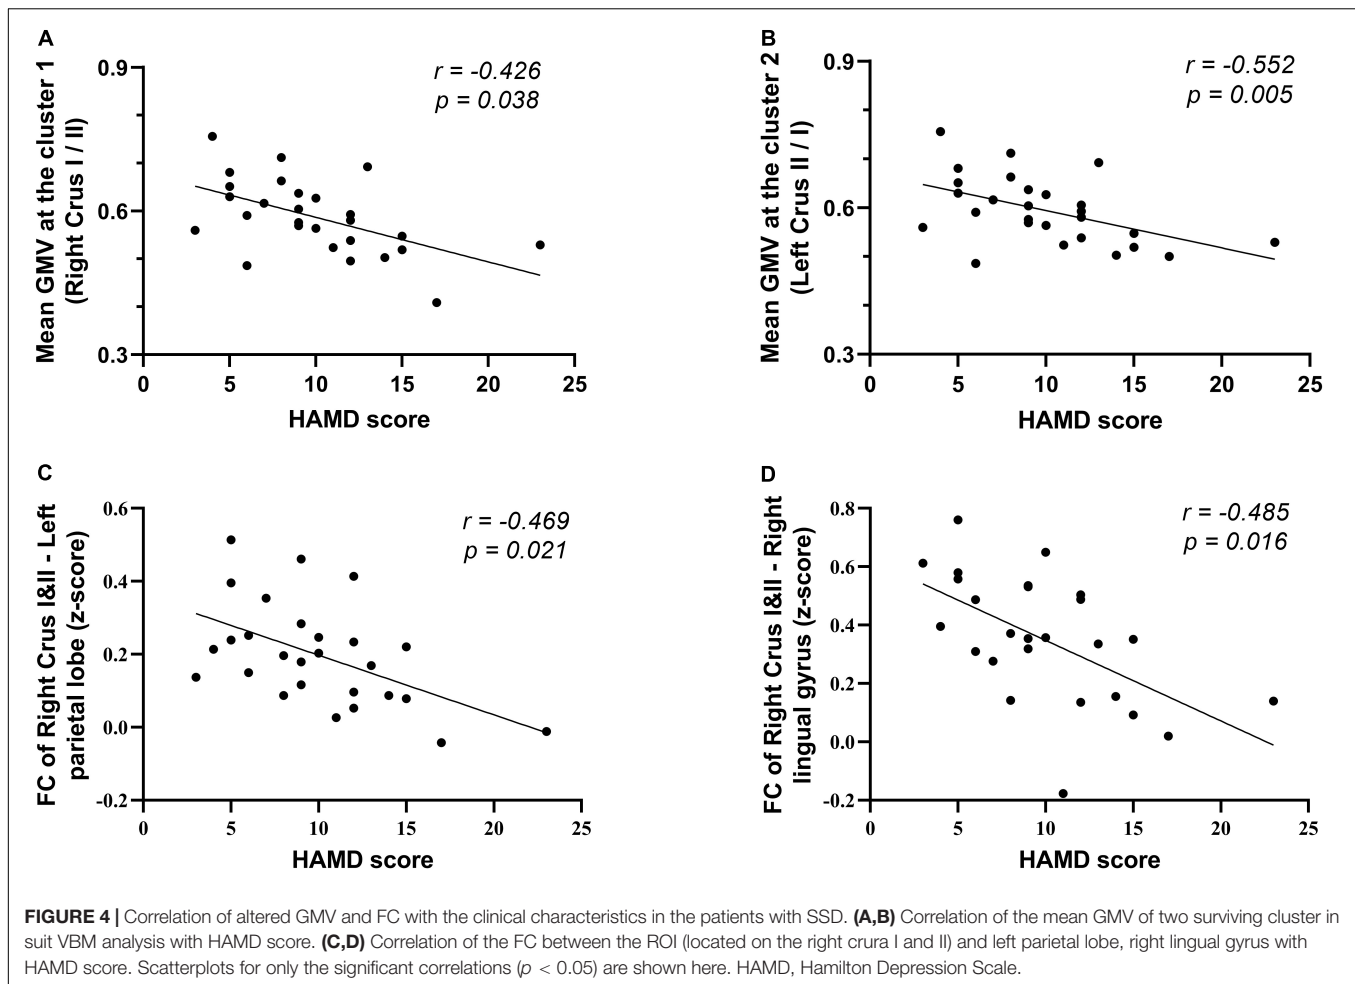 A
Mean GMV at the cluster 1
(Right Crus I / II)
0.9
0.6
0.3
r = -0.426
p = 0.038
0 5 10 15 20 25
HAMD score
B
Mean GMV at the cluster 2
(Left Crus II / I)
0.9
0.6
0.3
r = -0.552
p = 0.005
0 5 10 15 20 25
HAMD score
C
FC of Right Crus I&II - Left
parietal lobe (z-score)
0.6
0.4
0.2
0.0
-0.2
r = -0.469
p = 0.021
0 5 10 15 20 25
HAMD score
D
FC of Right Crus I&II - Right
lingual gyrus (z-score)
0.8
0.6
0.4
0.2
0.0
-0.2
r = -0.485
p = 0.016
0 5 10 15 20 25
HAMD score
FIGURE 4 | Correlation of altered GMV and FC with the clinical characteristics in the patients with SSD. (A,B) Correlation of the mean GMV of two surviving cluster in
suit VBM analysis with HAMD score. (C,D) Correlation of the FC between the ROI (located on the right crura I and II) and left parietal lobe, right lingual gyrus with
HAMD score. Scatterplots for only the significant correlations (p < 0.05) are shown here. HAMD, Hamilton Depression Scale.